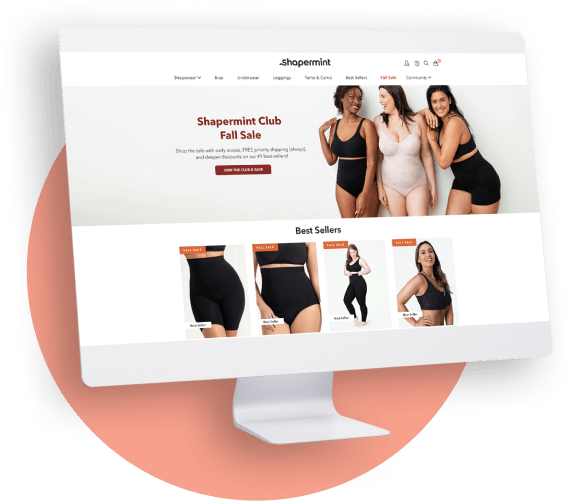 Shapermint
Shapewear Bras Underwear Leggings Tanks & Camis Best Sellers Fall Sale Community
Shapermint Club
Fall Sale
Shop the sale with early access, FREE priority shipping (always),
and deeper discounts on our #1 best-sellers!
JOIN THE CLUB & SAVE
Best Sellers
FALL SALE FALL SALE FALL SALE FALL SALE
Best Seller Best Seller Best Seller Best Seller